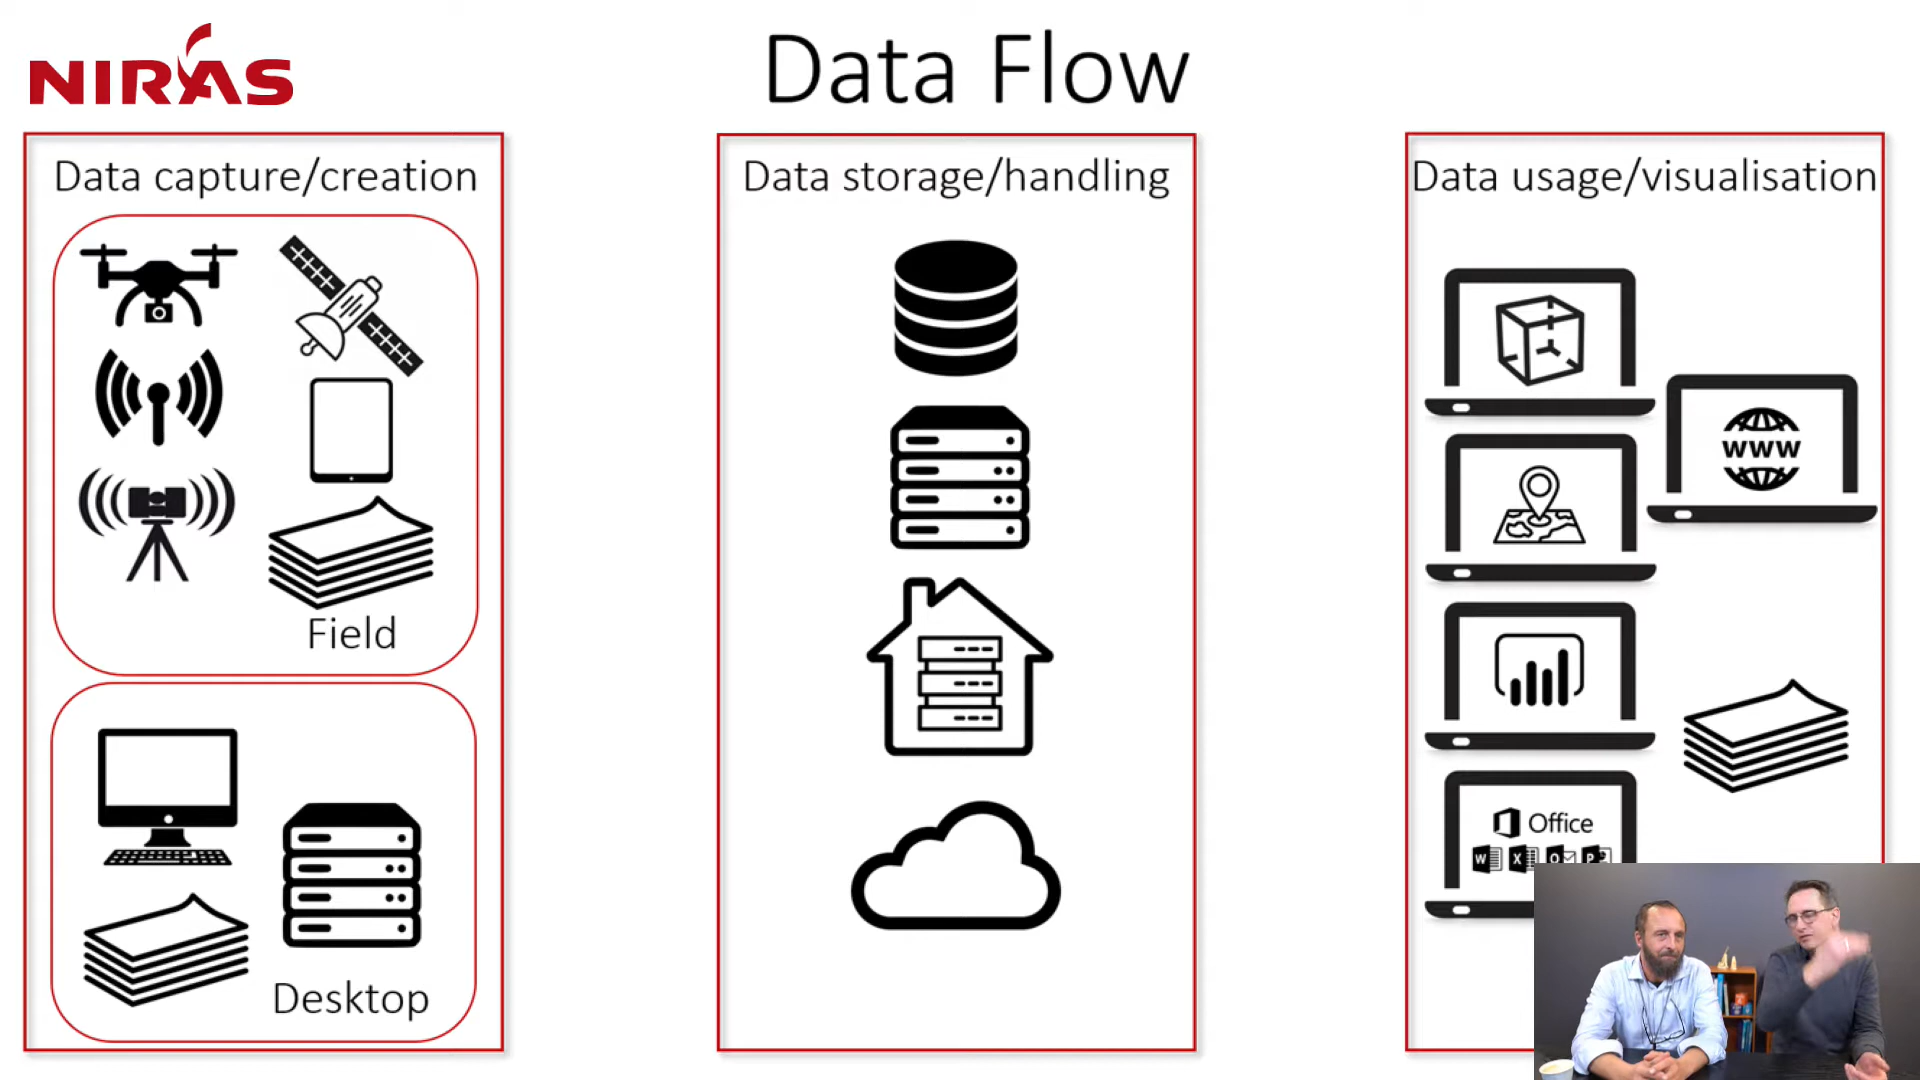 NIRAS
Data Flow
Data capture/creation
Field
Desktop
Data storage/handling
Data usage/visualisation
www
Office
W X O P